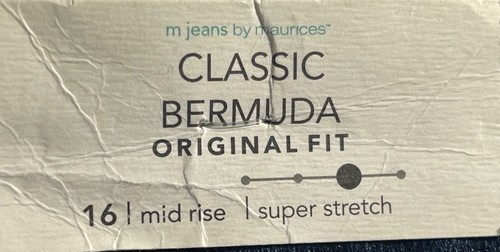 m jeans by maurices™
CLASSIC
BERMUDA
ORIGINAL FIT
16 | mid rise | super stretch